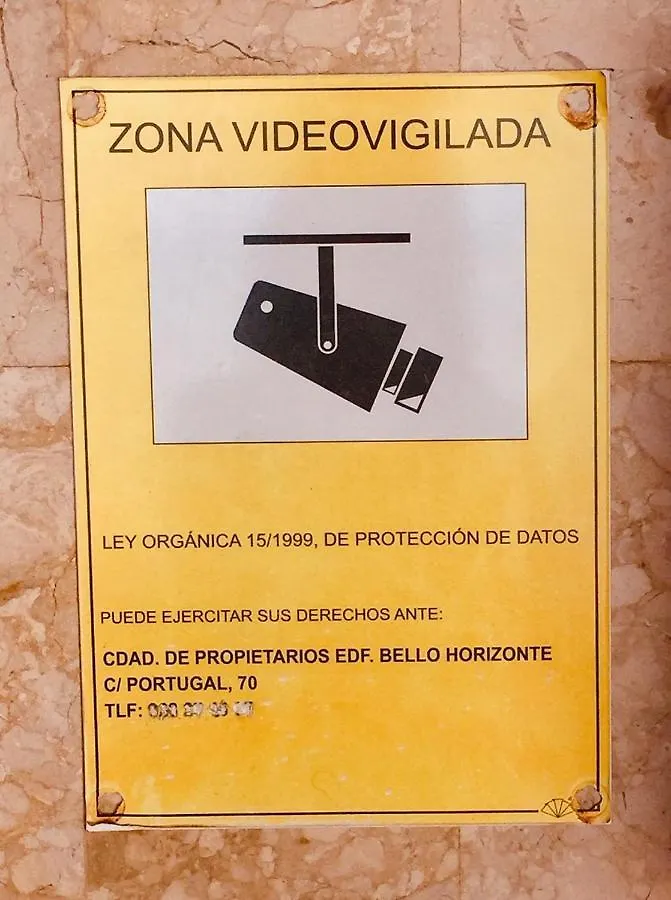 ZONA VIDEOVIGILADA
LEY ORGÁNICA 15/1999, DE PROTECCIÓN DE DATOS
PUEDE EJERCITAR SUS DERECHOS ANTE:
CDAD. DE PROPIETARIOS EDF. BELLO HORIZONTE
C/ PORTUGAL, 70
TLF: